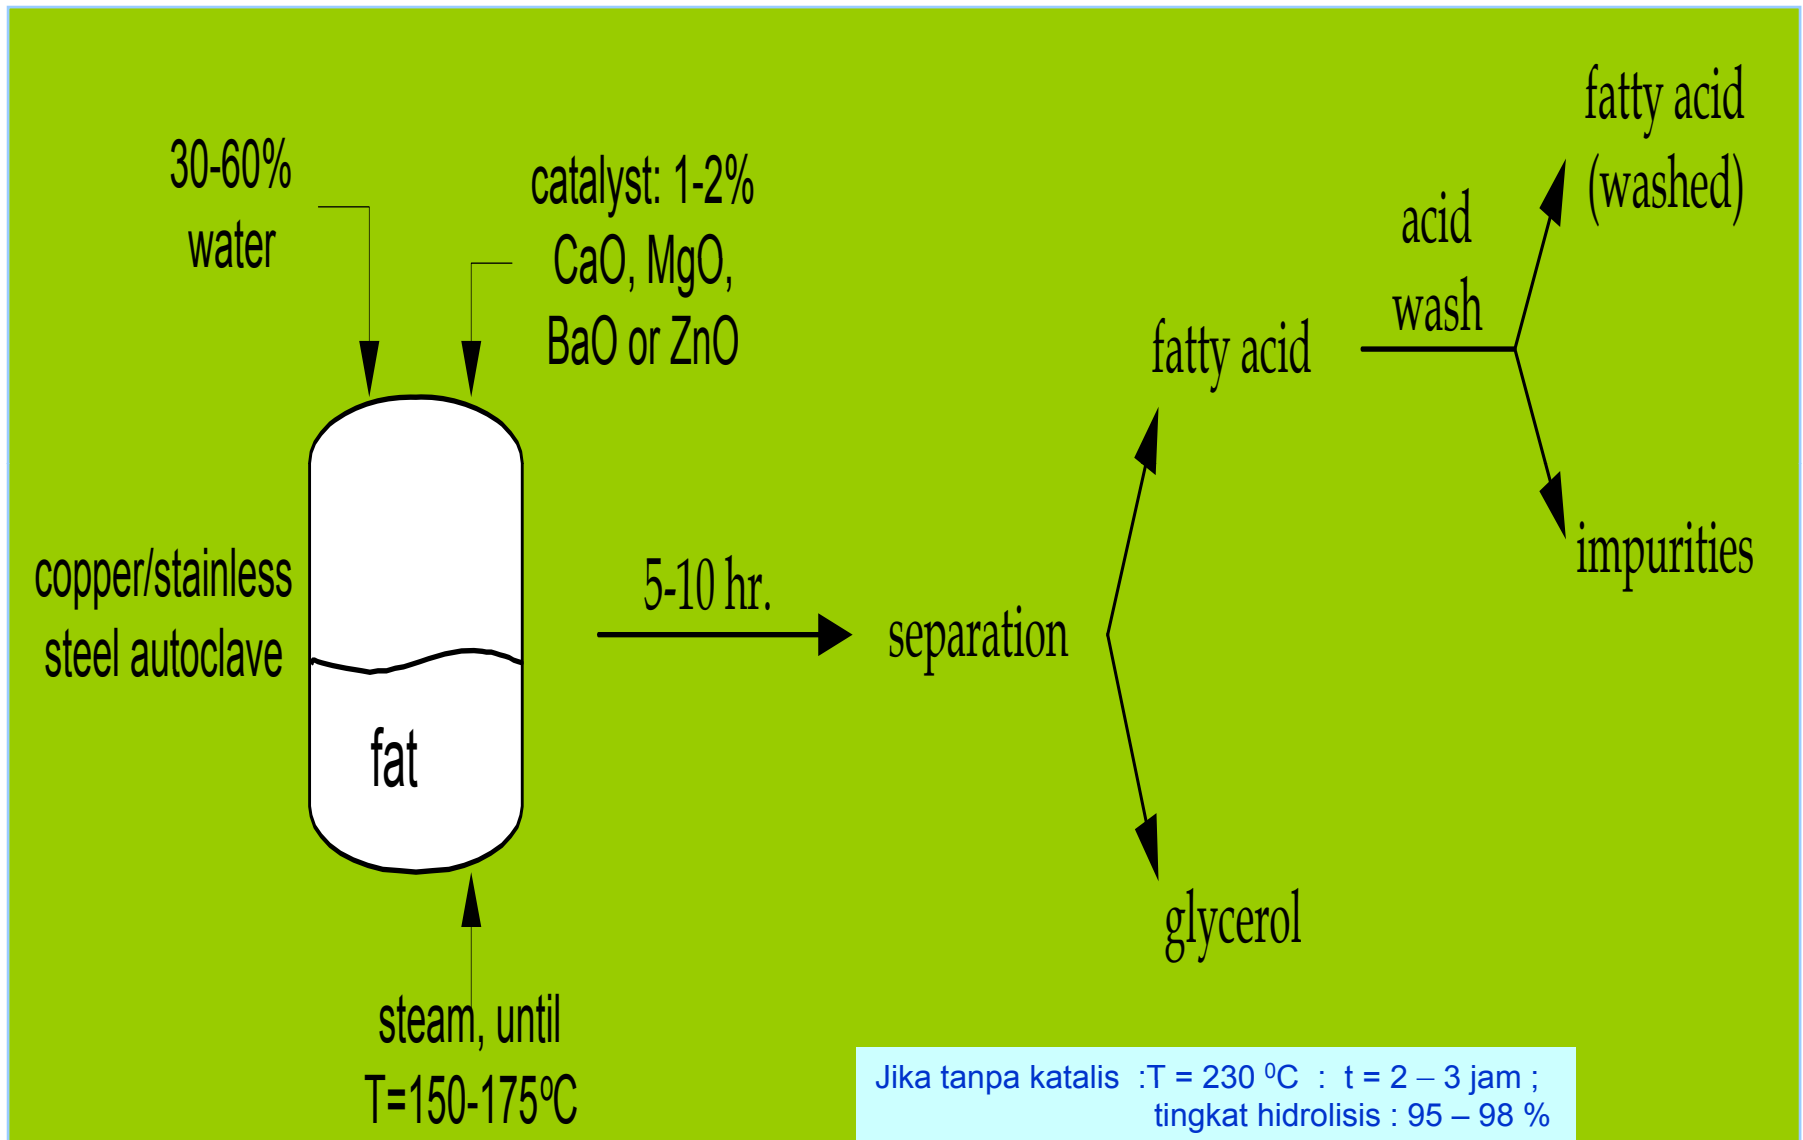 30-60%
water
catalyst: 1-2%
CaO, MgO,
BaO or ZnO
copper/stainless
steel autoclave
fat
steam, until
T=150-175ºC
5-10 hr.
separation
fatty acid
glycerol
acid
wash
fatty acid
(washed)
impurities
Jika tanpa katalis  :T = 230 ⁰C  :  t = 2 – 3 jam ;
tingkat hidrolisis : 95 – 98 %